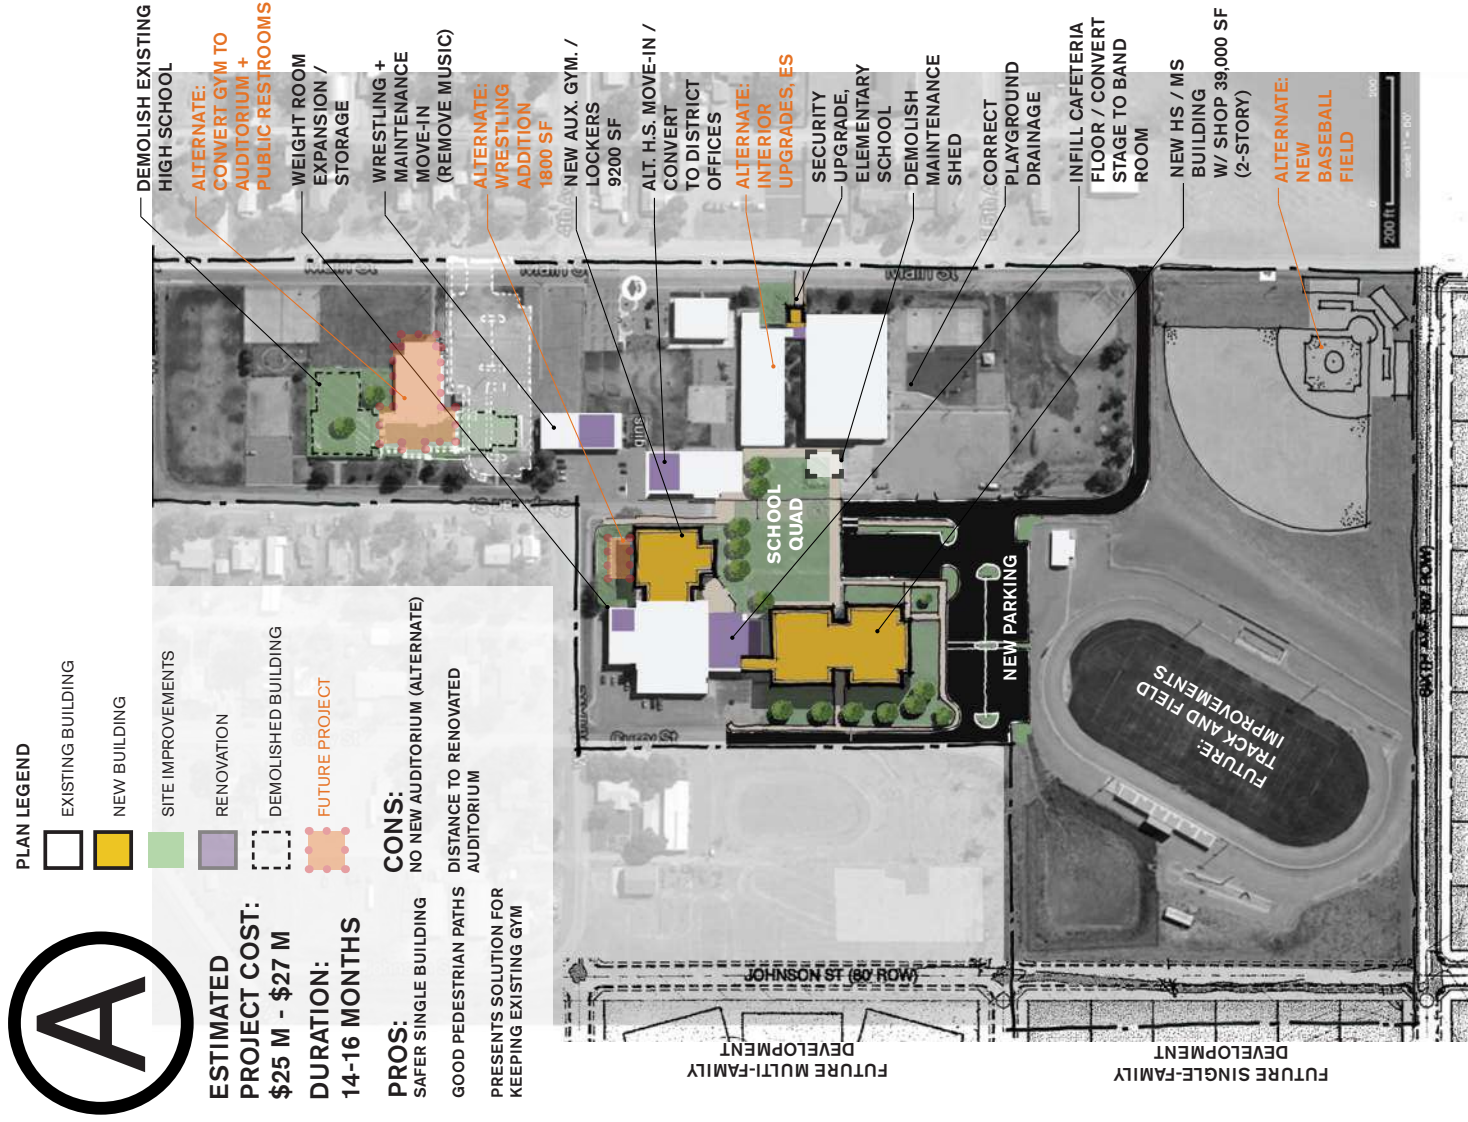 A
ESTIMATED
PROJECT COST:
$25 M - $27 M
DURATION:
14-16 MONTHS
PROS:
SAFER SINGLE BUILDING
GOOD PEDESTRIAN PATHS
PRESENTS SOLUTION FOR
KEEPING EXISTING GYM
CONS:
NO NEW AUDITORIUM (ALTERNATE)
DISTANCE TO RENOVATED
AUDITORIUM
PLAN LEGEND
EXISTING BUILDING
NEW BUILDING
SITE IMPROVEMENTS
RENOVATION
DEMOLISHED BUILDING
FUTURE PROJECT
DEMOLISH EXISTING
HIGH SCHOOL
ALTERNATE:
CONVERT GYM TO
AUDITORIUM +
PUBLIC RESTROOMS
WEIGHT ROOM
EXPANSION /
STORAGE
WRESTLING +
MAINTENANCE
MOVE-IN
(REMOVE MUSIC)
ALTERNATE:
WRESTLING
ADDITION
1800 SF
NEW AUX. GYM. /
LOCKERS
9200 SF
ALT. H.S. MOVE-IN /
CONVERT
TO DISTRICT
OFFICES
ALTERNATE:
INTERIOR
UPGRADES, ES
SECURITY
UPGRADE,
ELEMENTARY
SCHOOL
DEMOLISH
MAINTENANCE
SHED
CORRECT
PLAYGROUND
DRAINAGE
INFILL CAFETERIA
FLOOR / CONVERT
STAGE TO BAND
ROOM
NEW HS / MS
BUILDING
W/ SHOP 39,000 SF
(2-STORY)
ALTERNATE:
NEW
BASEBALL
FIELD
200 ft
Main St
Main St
Main St
SCHOOL
QUAD
NEW PARKING
FUTURE:
TRACK AND FIELD
IMPROVEMENTS
JOHNSON ST (80' ROW)
FUTURE MULTI-FAMILY
DEVELOPMENT
FUTURE SINGLE-FAMILY
DEVELOPMENT